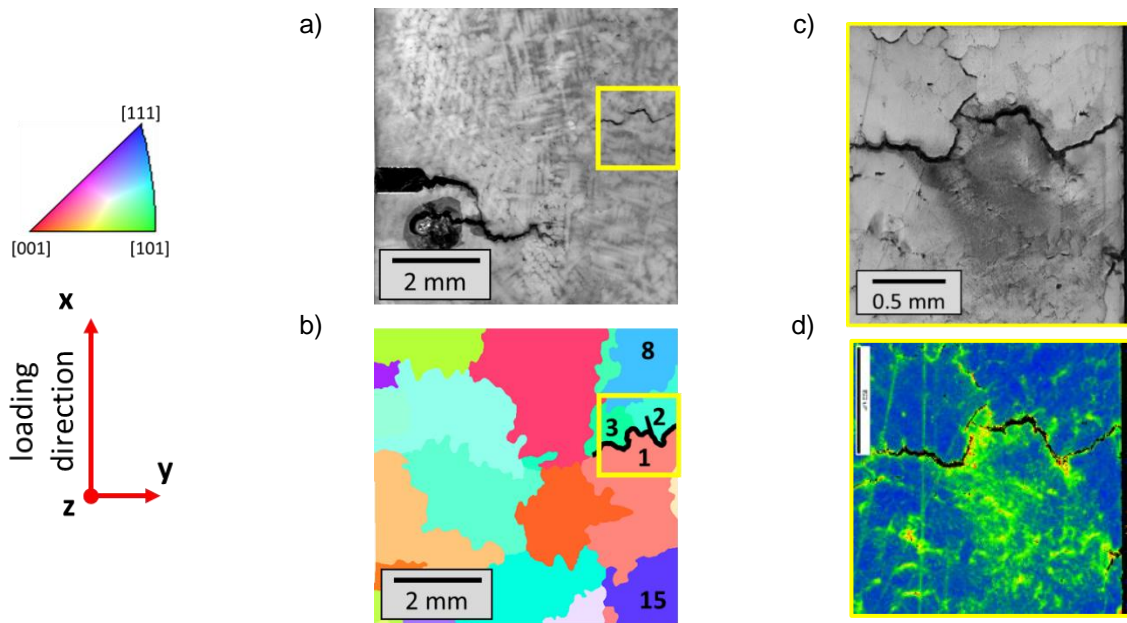 a)
2 mm
c)
0.5 mm
[111]
[001]
[101]
x
loading
direction
z
y
b)
8
3
2
1
15
2 mm
d)